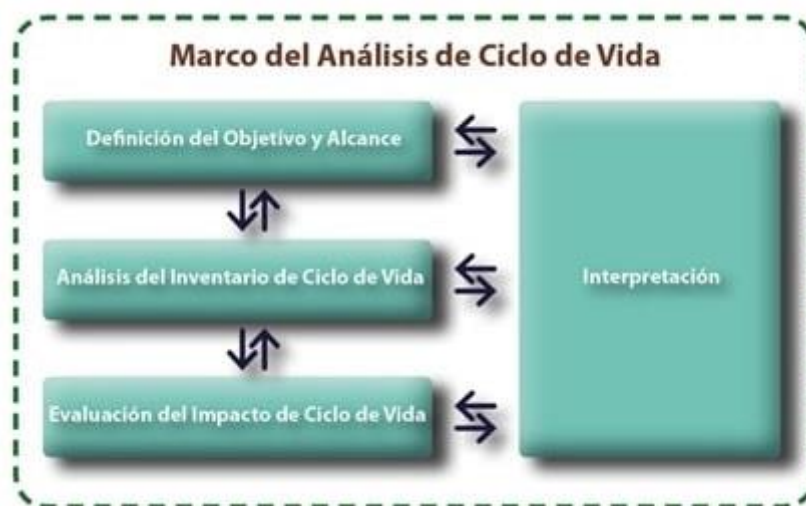 Marco del Análisis de Ciclo de Vida
Definición del Objetivo y Alcance
Análisis del Inventario de Ciclo de Vida
Interpretación
Evaluación del Impacto de Ciclo de Vida